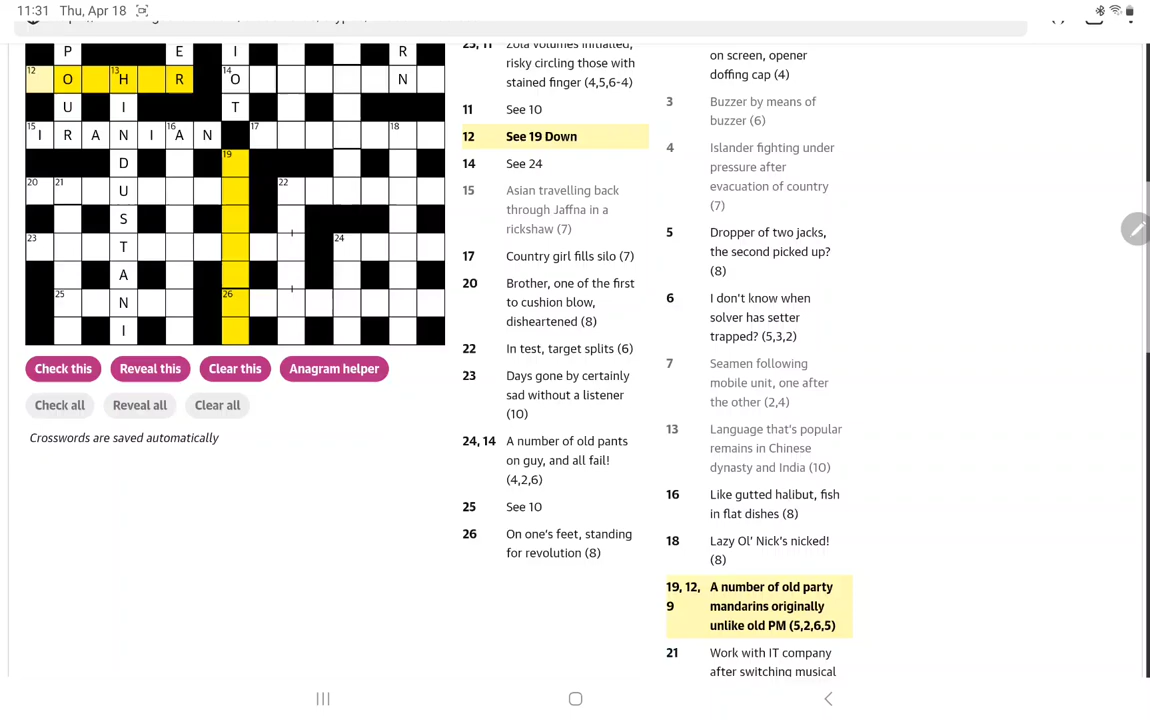 11:31 Thu, Apr 18
P E I R
12 O 13 H R 14 O N
U I T
15 I R A N I 16 A N 17 18
D 19
20 21 U 22
S
23 T 24
A
25 N 26
I
Check this
Reveal this
Clear this
Anagram helper
Check all
Reveal all
Clear all
Crosswords are saved automatically
risky circling those with
stained finger (4,5,6-4)
11 See 10
12 See 19 Down
14 See 24
15 Asian travelling back
through Jaffna in a
rickshaw (7)
17 Country girl fills silo (7)
20 Brother, one of the first
to cushion blow,
disheartened (8)
22 In test, target splits (6)
23 Days gone by certainly
sad without a listener
(10)
24, 14 A number of old pants
on guy, and all fail!
(4,2,6)
25 See 10
26 On one's feet, standing
for revolution (8)
on screen, opener
doffing cap (4)
3 Buzzer by means of
buzzer (6)
4 Islander fighting under
pressure after
evacuation of country
(7)
5 Dropper of two jacks,
the second picked up?
(8)
6 I don't know when
solver has setter
trapped? (5,3,2)
7 Seamen following
mobile unit, one after
the other (2,4)
13 Language that's popular
remains in Chinese
dynasty and India (10)
16 Like gutted halibut, fish
in flat dishes (8)
18 Lazy Ol' Nick's nicked!
(8)
19, 12, A number of old party
9 mandarins originally
unlike old PM (5,2,6,5)
21 Work with IT company
after switching musical